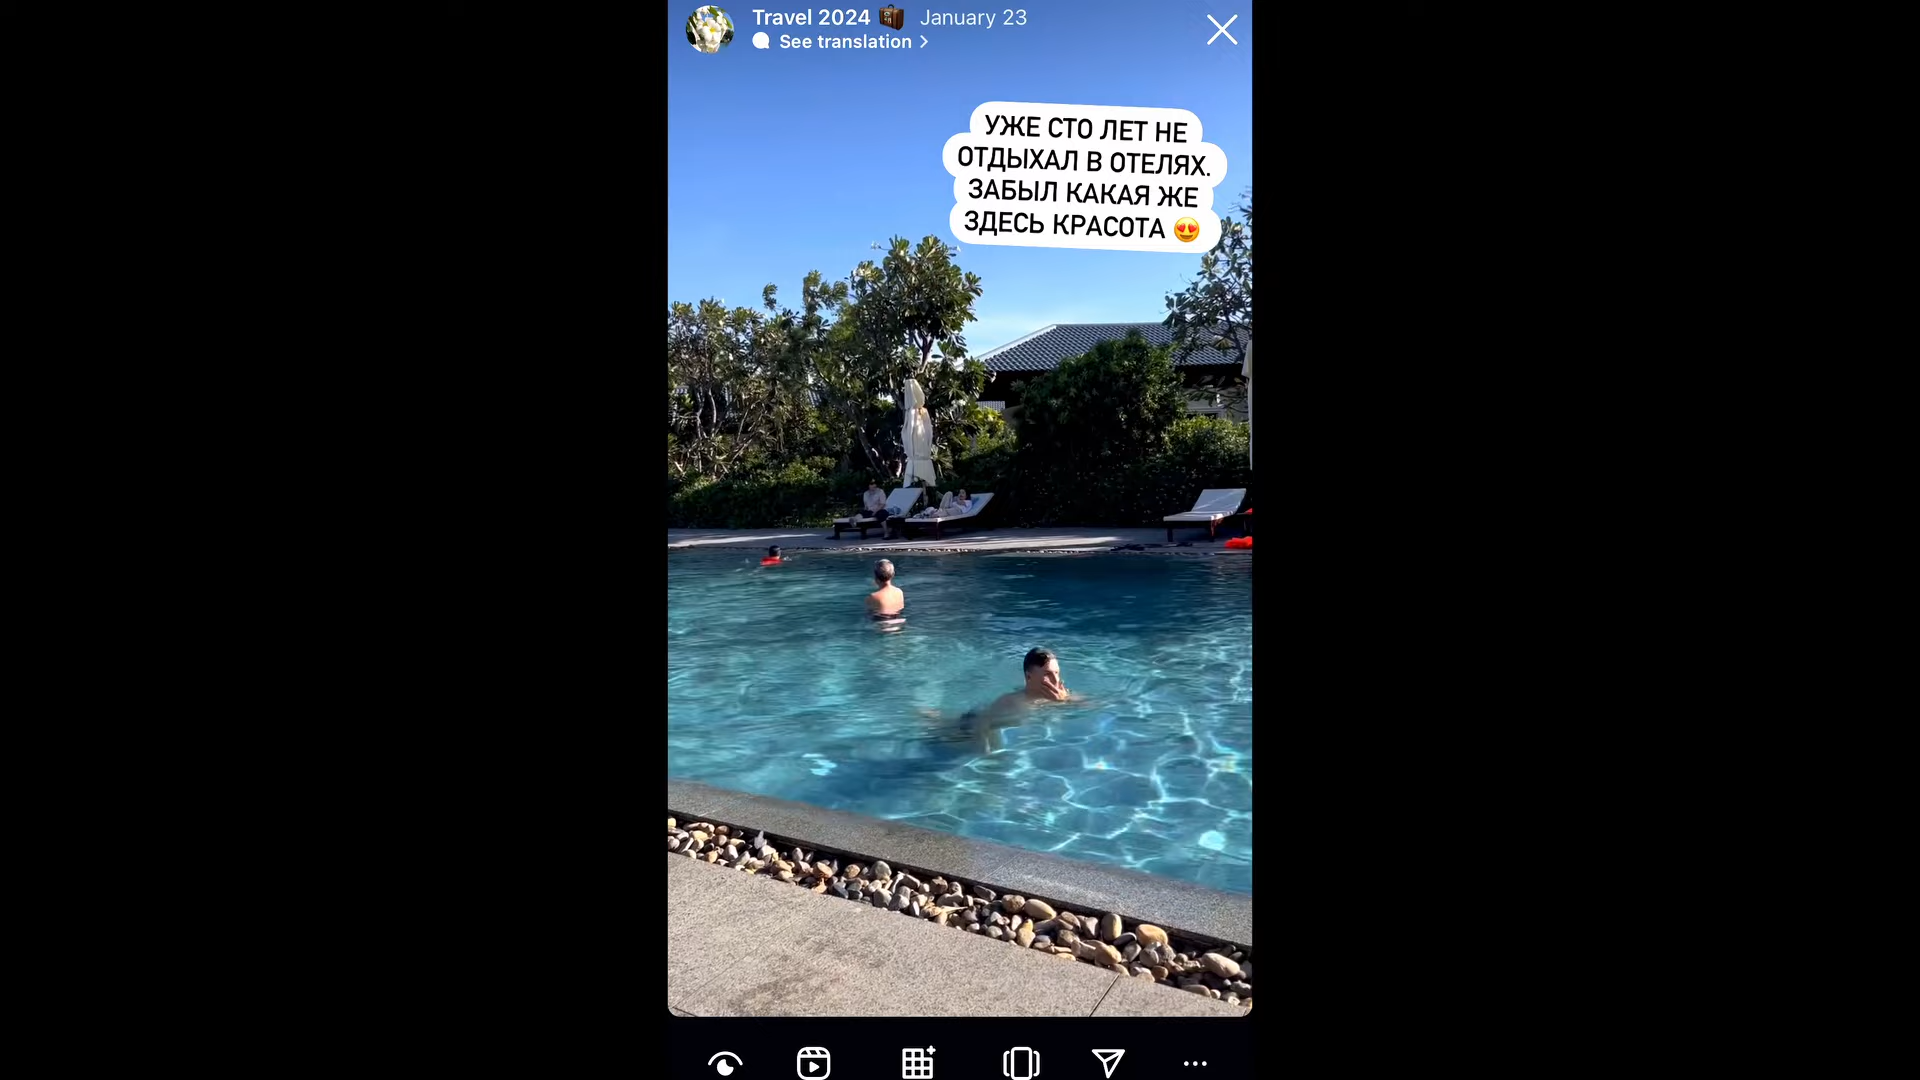 Travel 2024 🧳 January 23
See translation >
УЖЕ СТО ЛЕТ НЕ
ОТДЫХАЛ В ОТЕЛЯХ.
ЗАБЫЛ КАКАЯ ЖЕ
ЗДЕСЬ КРАСОТА 😍